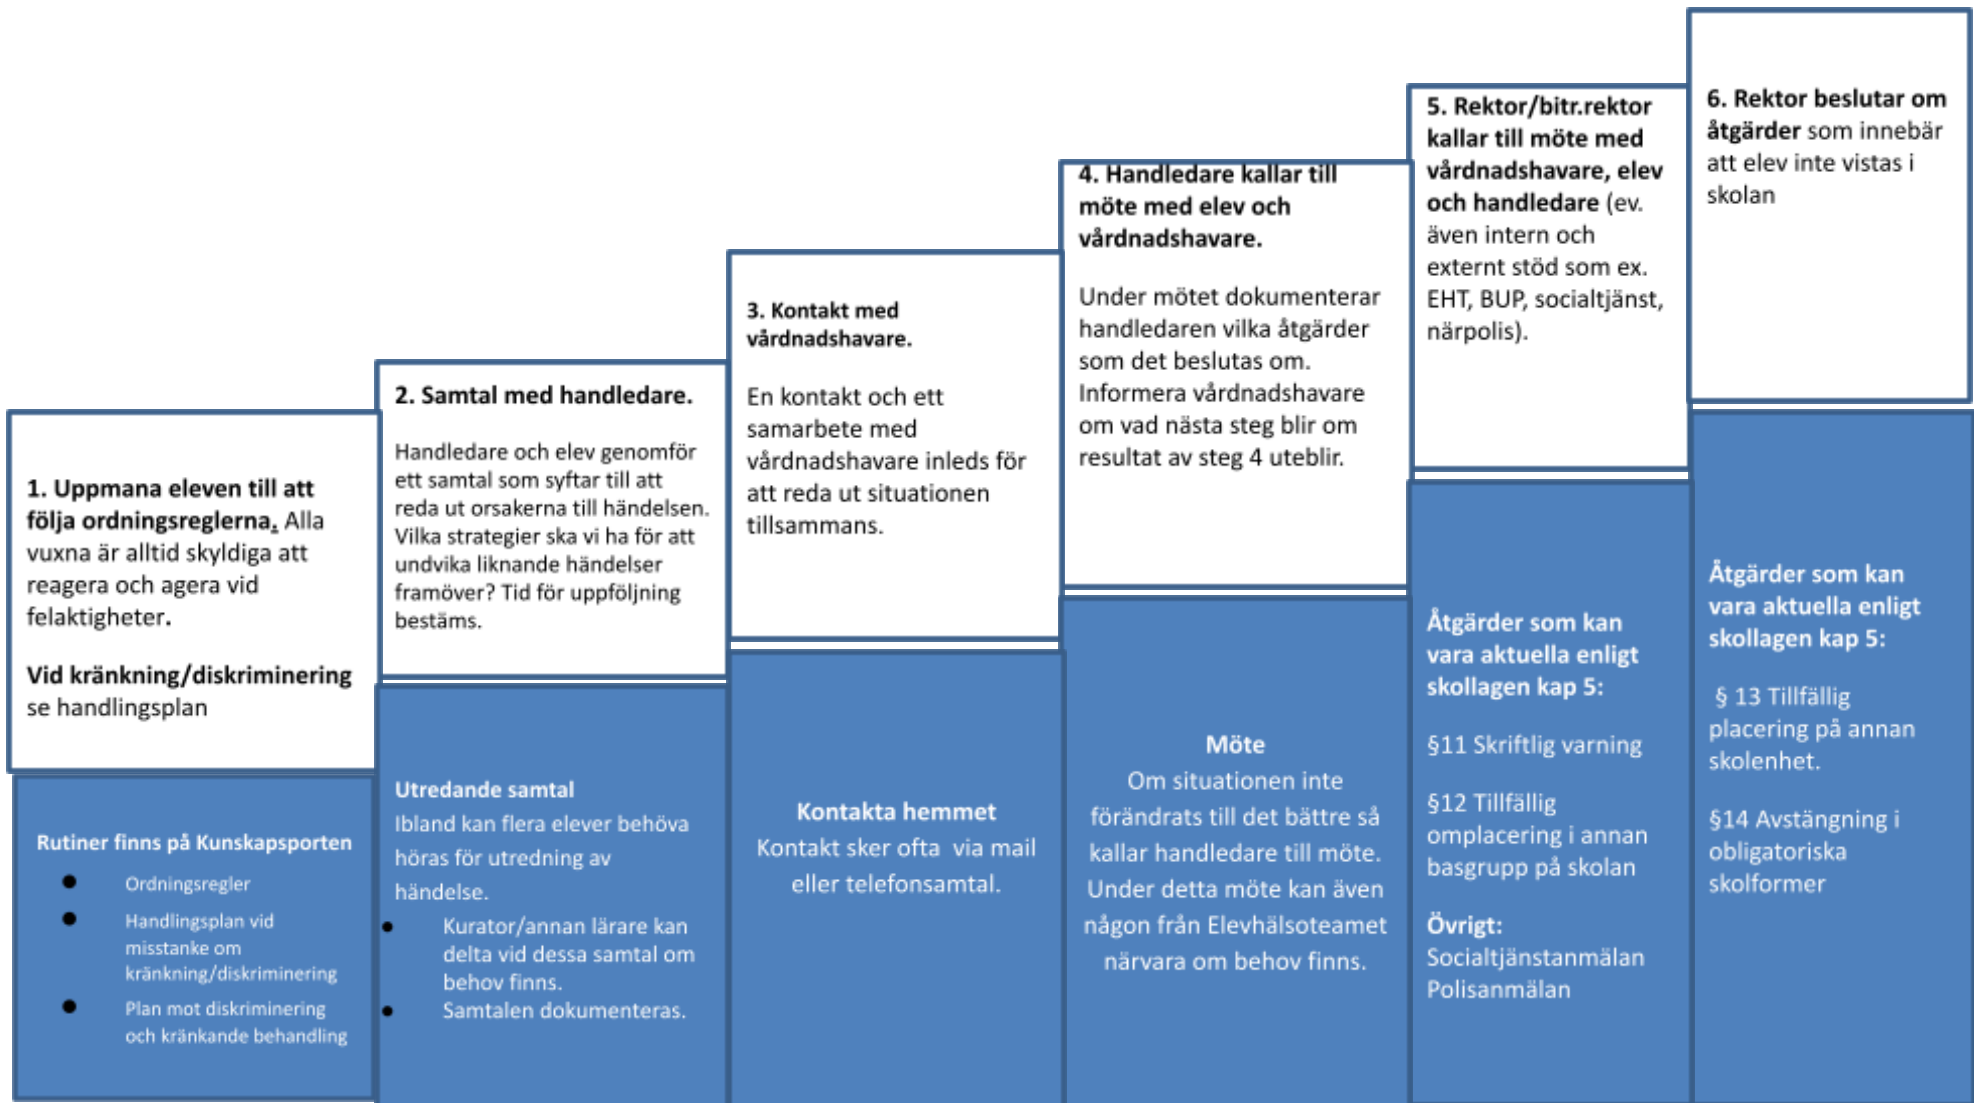 1. Uppmana eleven till att
följa ordningsreglerna. Alla
vuxna är alltid skyldiga att
reagera och agera vid
felaktigheter.
Vid kränkning/diskriminering
se handlingsplan
Rutiner finns på Kunskapsporten
● Ordningsregler
● Handlingsplan vid
misstanke om
kränkning/diskriminering
● Plan mot diskriminering
och kränkande behandling
2. Samtal med handledare.
Handledare och elev genomför
ett samtal som syftar till att
reda ut orsakerna till händelsen.
Vilka strategier ska vi ha för att
undvika liknande händelser
framöver? Tid för uppföljning
bestäms.
Utredande samtal
Ibland kan flera elever behöva
höras för utredning av
händelse.
● Kurator/annan lärare kan
delta vid dessa samtal om
behov finns.
● Samtalen dokumenteras.
3. Kontakt med
vårdnadshavare.
En kontakt och ett
samarbete med
vårdnadshavare inleds för
att reda ut situationen
tillsammans.
Kontakta hemmet
Kontakt sker ofta via mail
eller telefonsamtal.
4. Handledare kallar till
möte med elev och
vårdnadshavare.
Under mötet dokumenterar
handledaren vilka åtgärder
som det beslutas om.
Informera vårdnadshavare
om vad nästa steg blir om
resultat av steg 4 uteblir.
Möte
Om situationen inte
förändrats till det bättre så
kallar handledare till möte.
Under detta möte kan även
någon från Elevhälsoteamet
närvara om behov finns.
5. Rektor/bitr.rektor
kallar till möte med
vårdnadshavare, elev
och handledare (ev.
även intern och
externt stöd som ex.
EHT, BUP, socialtjänst,
närpolis).
Åtgärder som kan
vara aktuella enligt
skollagen kap 5:
§11 Skriftlig varning
§12 Tillfällig
omplacering i annan
basgrupp på skolan
Övrigt:
Socialtjänstanmälan
Polisanmälan
6. Rektor beslutar om
åtgärder som innebär
att elev inte vistas i
skolan
Åtgärder som kan
vara aktuella enligt
skollagen kap 5:
§ 13 Tillfällig
placering på annan
skolenhet.
§14 Avstängning i
obligatoriska
skolformer